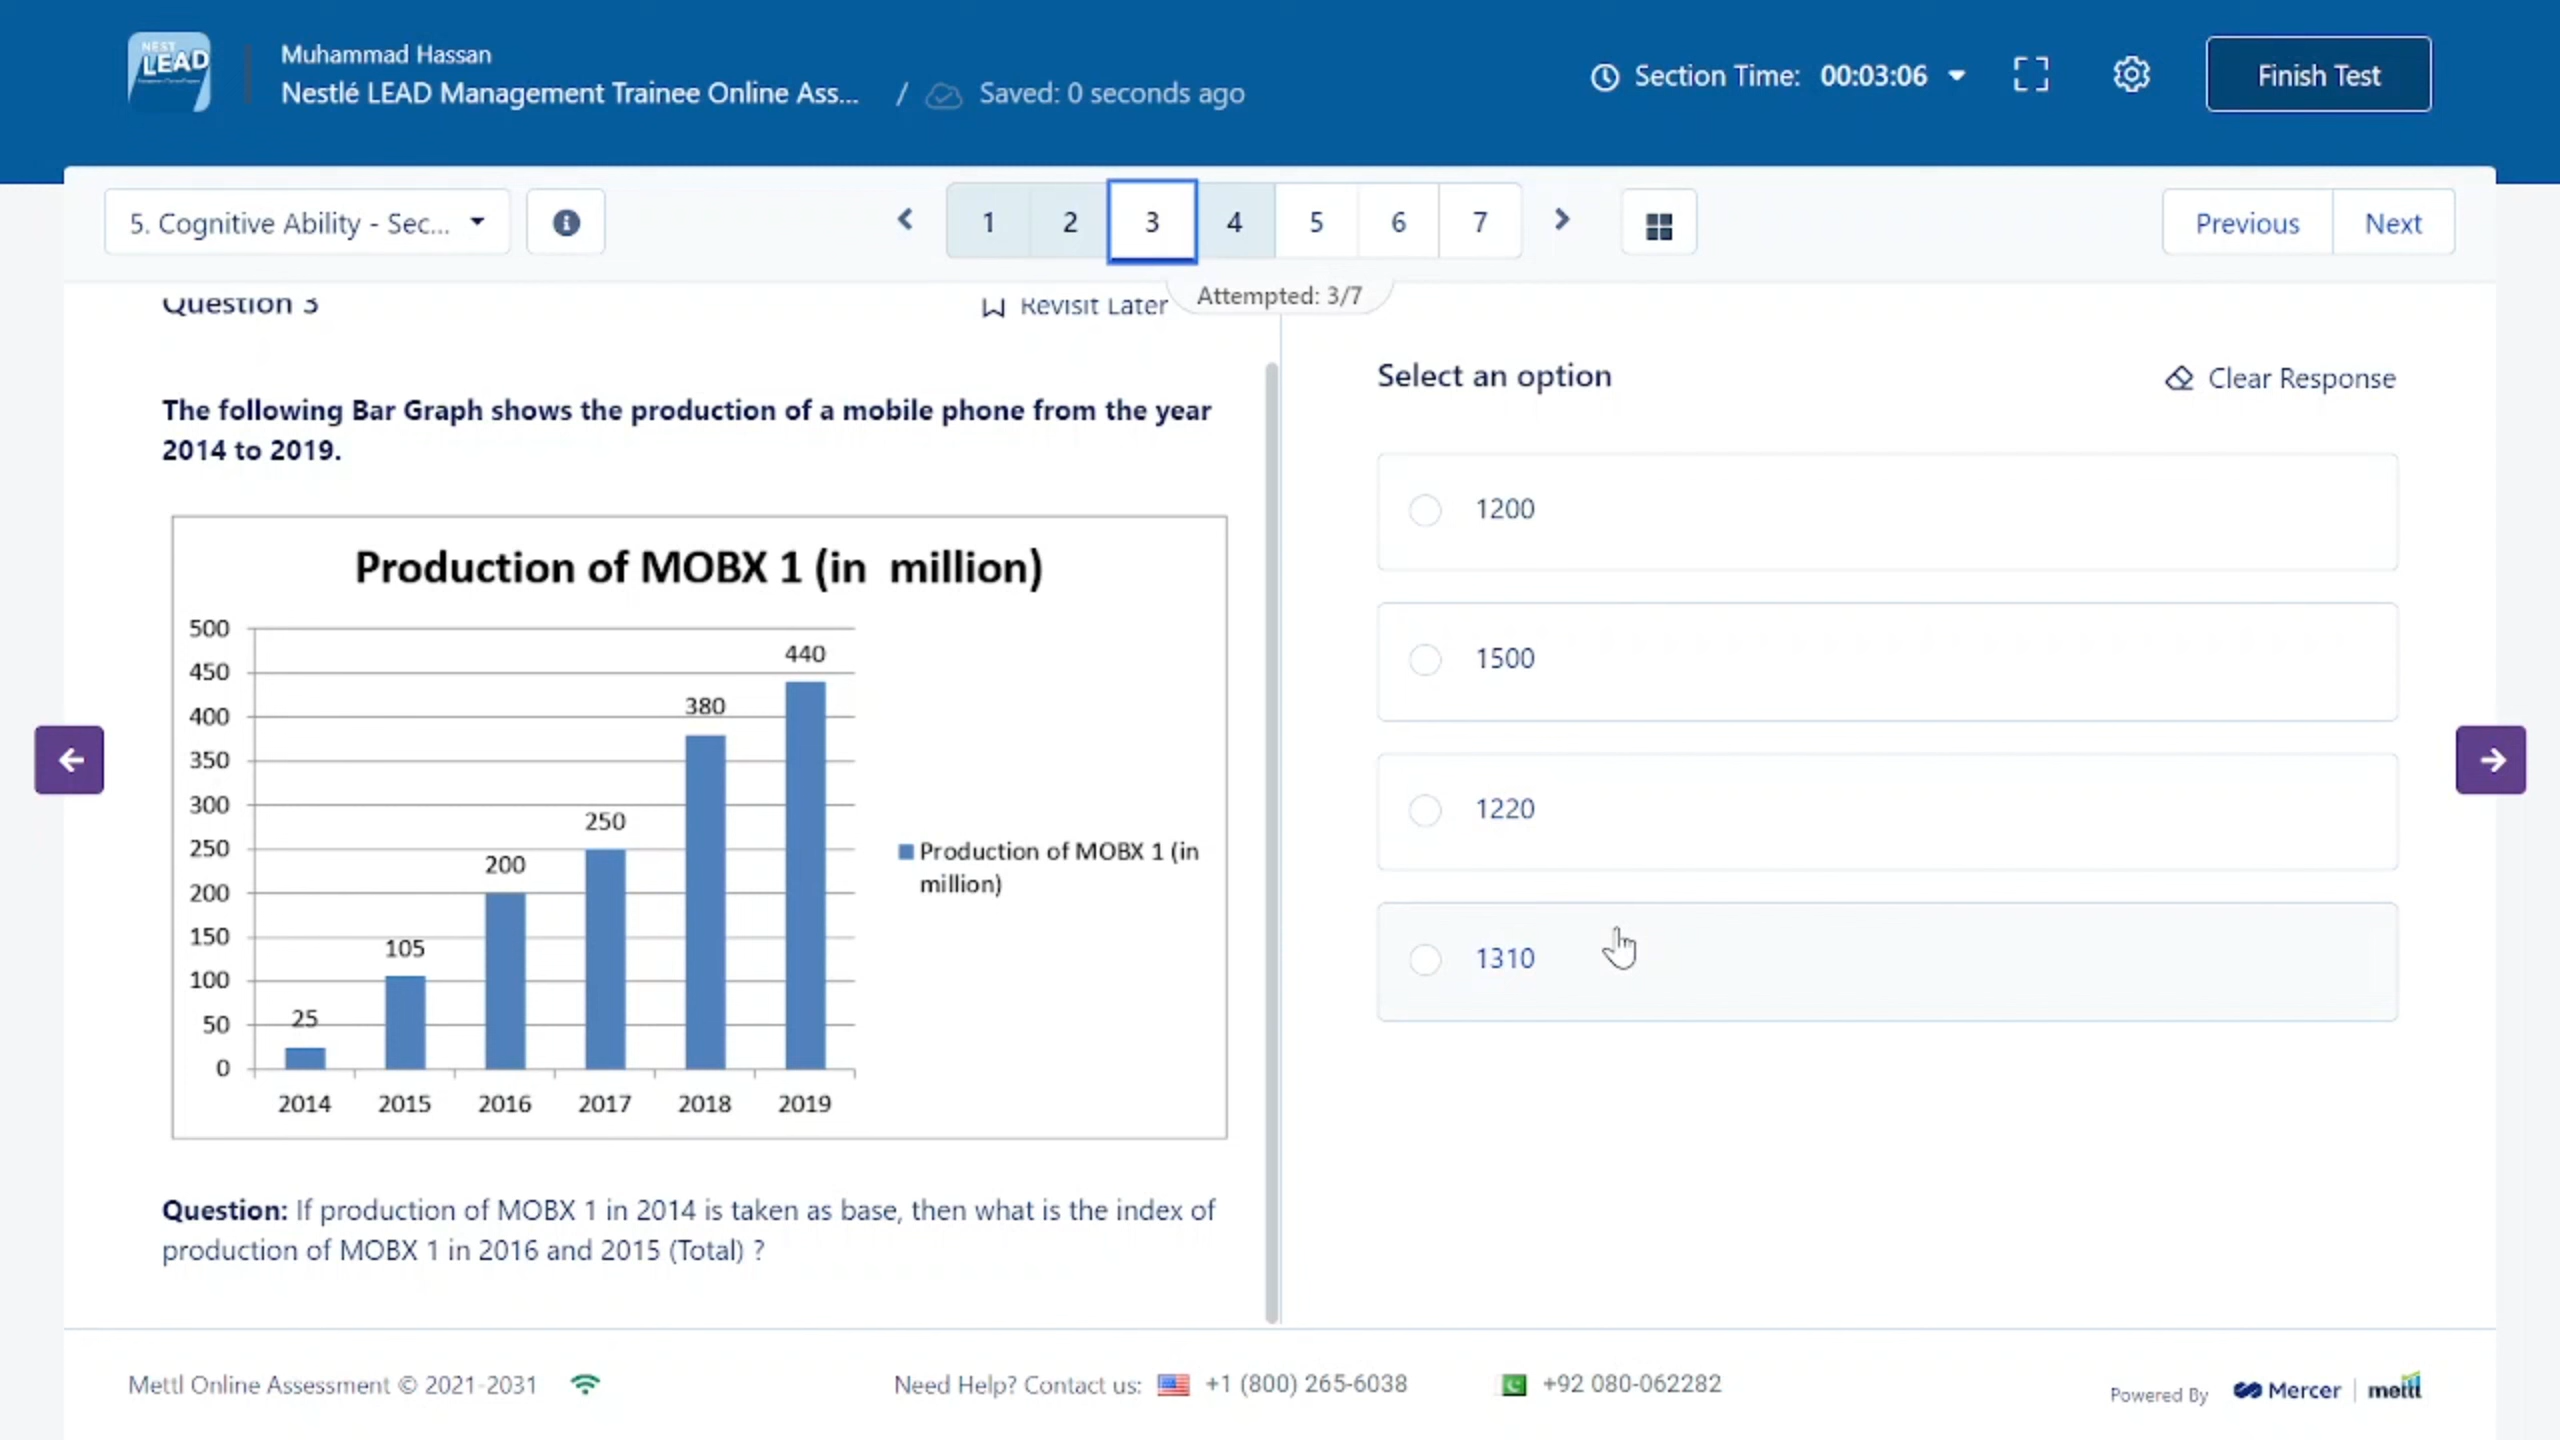 NEST
LEAD
Muhammad Hassan
Nestlé LEAD Management Trainee Online Ass...
/ Saved: 0 seconds ago
Section Time: 00:03:06
Finish Test
5. Cognitive Ability - Sec...
1 2 3 4 5 6 7
Previous Next
Attempted: 3/7
Question 3
Revisit Later
The following Bar Graph shows the production of a mobile phone from the year
2014 to 2019.
Production of MOBX 1 (in million)
500
450
400
350
300
250
200
150
100
50
0
25
105
200
250
380
440
2014 2015 2016 2017 2018 2019
Production of MOBX 1 (in
million)
Question: If production of MOBX 1 in 2014 is taken as base, then what is the index of
production of MOBX 1 in 2016 and 2015 (Total) ?
Select an option
Clear Response
1200
1500
1220
1310
Mettl Online Assessment © 2021-2031
Need Help? Contact us: +1 (800) 265-6038 +92 080-062282
Powered By Mercer | mettl